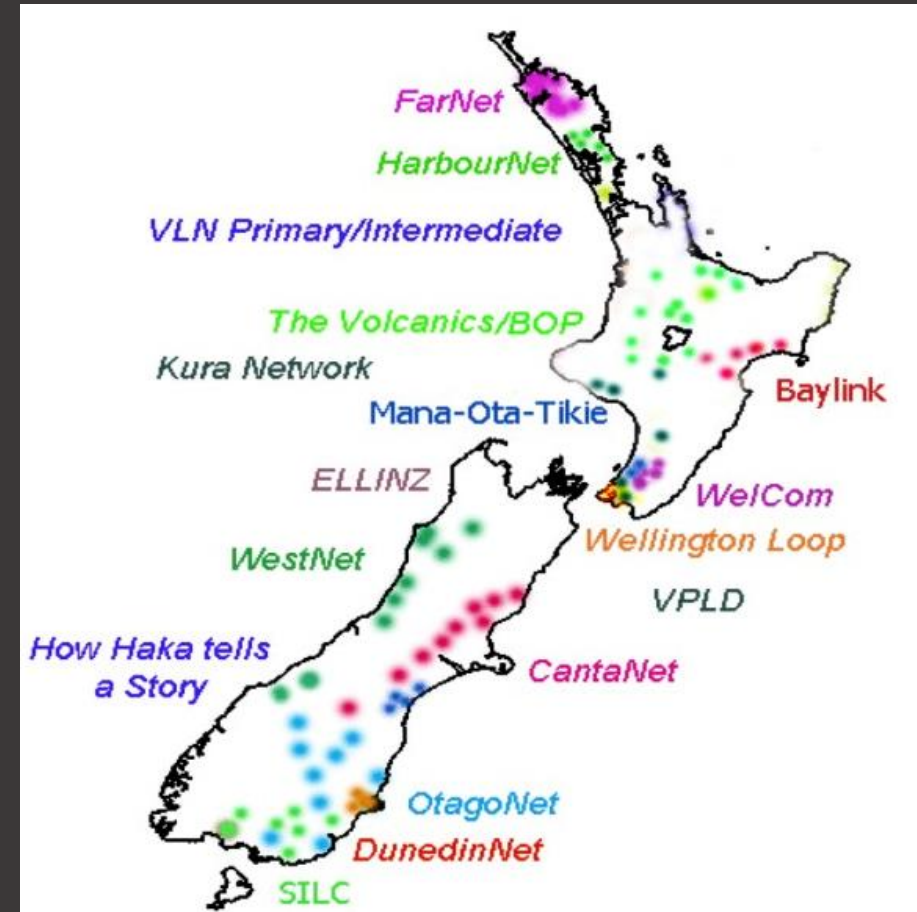 FarNet
HarbourNet
VLN Primary/Intermediate
The Volcanics/BOP
Kura Network
Baylink
Mana-Ota-Tikie
ELLINZ
WelCom
Wellington Loop
WestNet
VPLD
How Haka tells
a Story
CantaNet
OtagoNet
DunedinNet
SILC